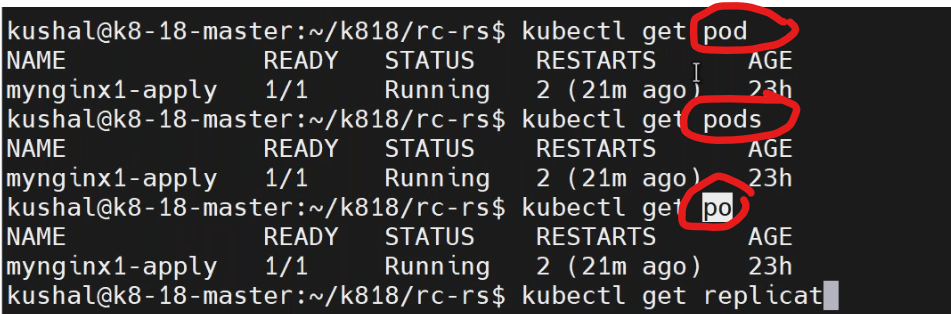 kushal@k8-18-master:~/k818/rc-rs$ kubectl get pod
NAME READY STATUS RESTARTS AGE
mynginx1-apply 1/1 Running 2 (21m ago) 23h
kushal@k8-18-master:~/k818/rc-rs$ kubectl get pods
NAME READY STATUS RESTARTS AGE
mynginx1-apply 1/1 Running 2 (21m ago) 23h
kushal@k8-18-master:~/k818/rc-rs$ kubectl get po
NAME READY STATUS RESTARTS AGE
mynginx1-apply 1/1 Running 2 (21m ago) 23h
kushal@k8-18-master:~/k818/rc-rs$ kubectl get replicat